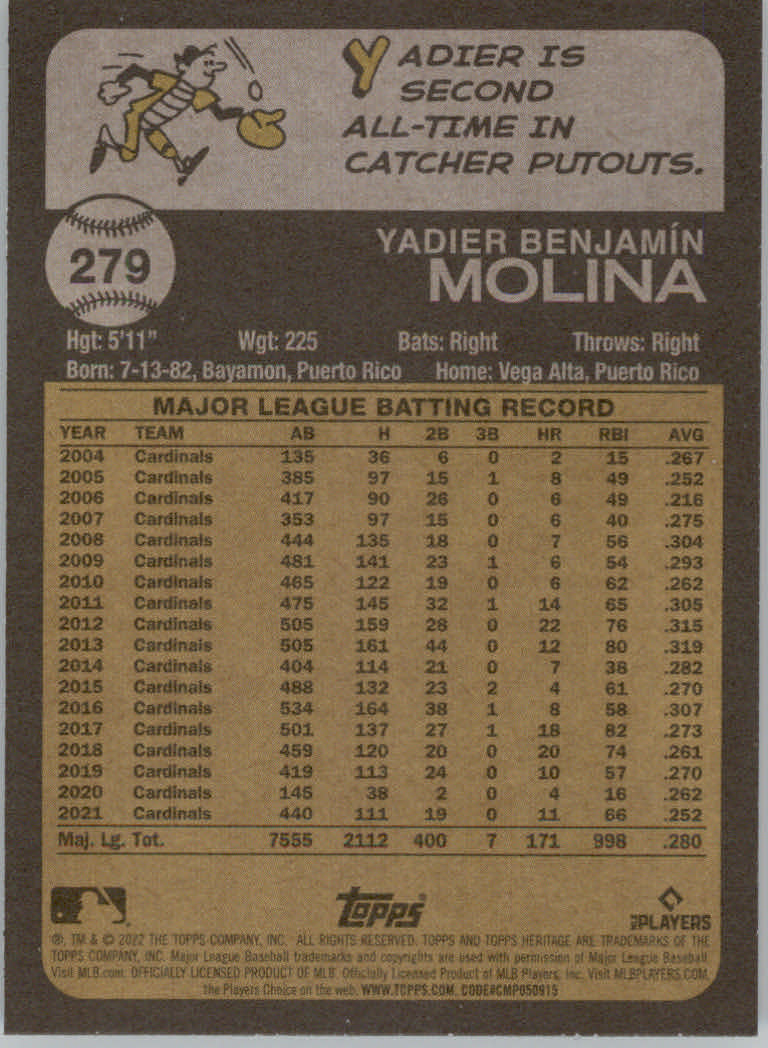 YADIER IS
SECOND
ALL-TIME IN
CATCHER PUTOUTS.
279
YADIER BENJAMÍN
MOLINA
Hgt: 5'11" Wgt: 225 Bats: Right Throws: Right
Born: 7-13-82, Bayamon, Puerto Rico Home: Vega Alta, Puerto Rico
MAJOR LEAGUE BATTING RECORD
YEAR TEAM AB H 2B 3B HR RBI AVG
2004 Cardinals 135 36 6 0 2 15 .267
2005 Cardinals 385 97 15 1 8 49 .252
2006 Cardinals 417 90 26 0 6 49 .216
2007 Cardinals 353 97 15 0 6 40 .275
2008 Cardinals 444 135 18 0 7 56 .304
2009 Cardinals 481 141 23 1 6 54 .293
2010 Cardinals 465 122 19 0 6 62 .262
2011 Cardinals 475 145 32 1 14 65 .305
2012 Cardinals 505 159 28 0 22 76 .315
2013 Cardinals 505 161 44 0 12 80 .319
2014 Cardinals 404 114 21 0 7 38 .282
2015 Cardinals 488 132 23 2 4 61 .270
2016 Cardinals 534 164 38 1 8 58 .307
2017 Cardinals 501 137 27 1 18 82 .273
2018 Cardinals 459 120 20 0 20 74 .261
2019 Cardinals 419 113 24 0 10 57 .270
2020 Cardinals 145 38 2 0 4 16 .262
2021 Cardinals 440 111 19 0 11 66 .252
Maj. Lg. Tot. 7555 2112 400 7 171 998 .280
topps
MLB PLAYERS
®, TM & © 2022 THE TOPPS COMPANY, INC. ALL RIGHTS RESERVED. TOPPS AND TOPPS HERITAGE ARE TRADEMARKS OF THE
TOPPS COMPANY, INC. Major League Baseball trademarks and copyrights are used with permission of Major League Baseball.
Visit MLB.com. OFFICIALLY LICENSED PRODUCT OF MLB. Officially Licensed Product of MLB Players, Inc. Visit MLBPLAYERS.COM,
the Players Choice on the web. WWW.TOPPS.COM. CODE#CMP050915